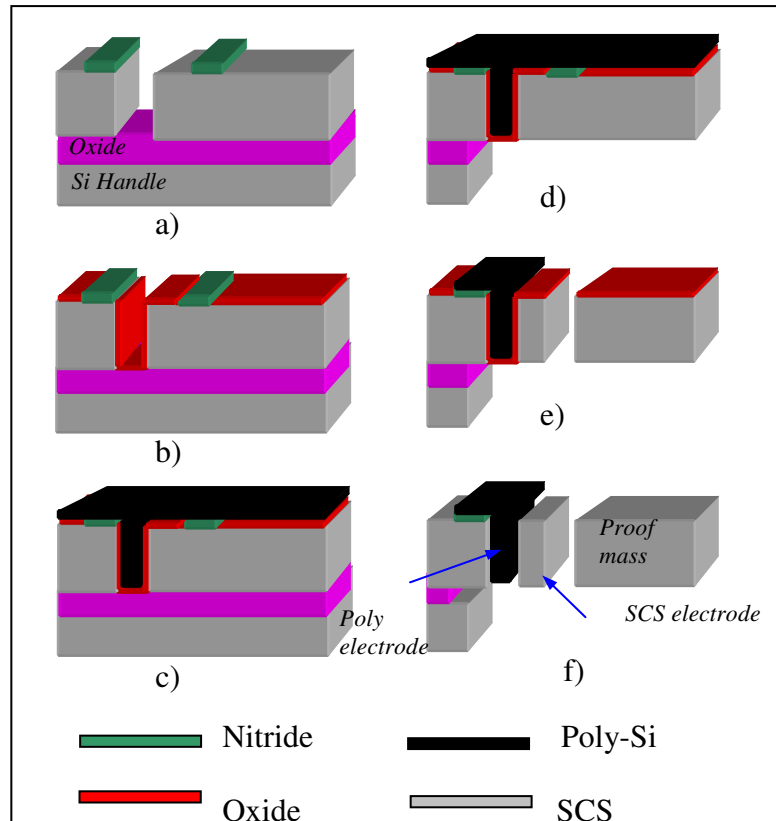 Oxide
Si Handle
a)
b)
c)
d)
e)
Proof
mass
Poly
electrode
SCS electrode
f)
Nitride
Poly-Si
Oxide
SCS